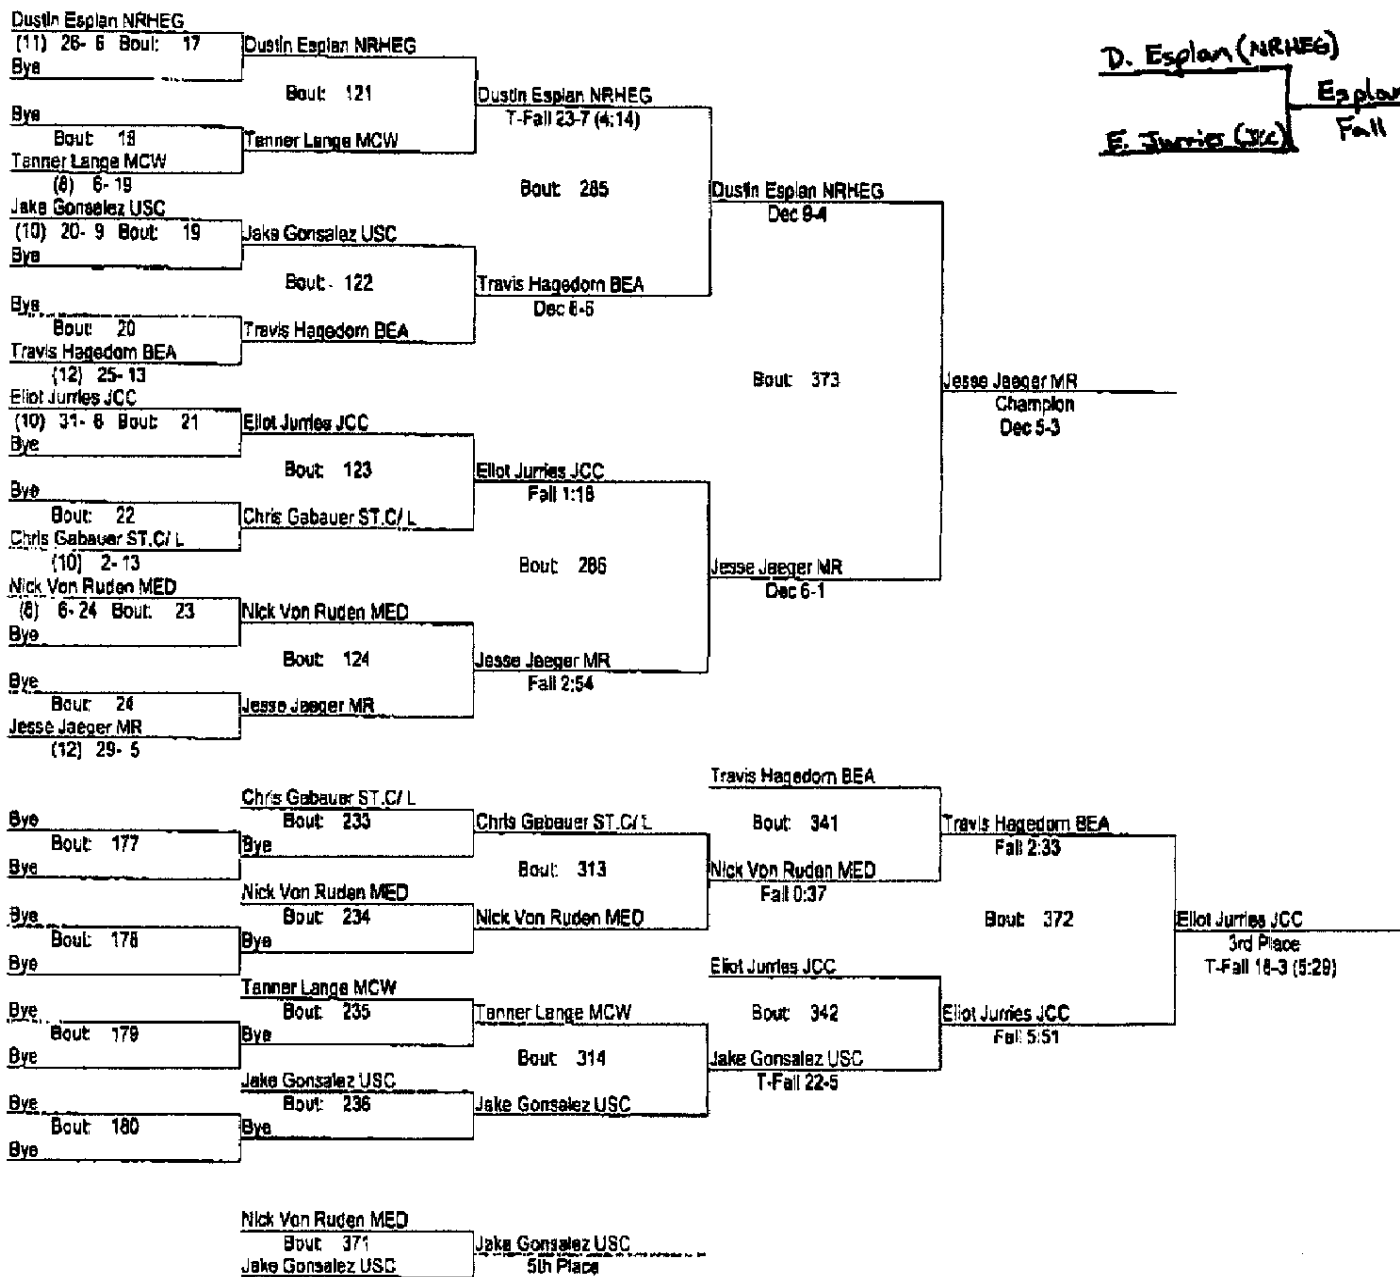 Dustin Esplan NRHEG
(11) 26- 6 Bout: 17
Bye
Bye
Bout: 18
Tanner Lange MCW
(8) 6- 19
Jake Gonsalez USC
(10) 20- 9 Bout: 19
Bye
Bye
Bout: 20
Travis Hagedorn BEA
(12) 25- 13
Eliot Jurries JCC
(10) 31- 8 Bout: 21
Bye
Bye
Bout: 22
Chris Gabauer ST.C/ L
(10) 2- 13
Nick Von Ruden MED
(8) 6- 24 Bout: 23
Bye
Bye
Bout: 24
Jesse Jaeger MR
(12) 29- 5
Dustin Esplan NRHEG
Bout: 121
Tanner Lange MCW
Jake Gonsalez USC
Bout: 122
Travis Hagedorn BEA
Eliot Jurries JCC
Bout: 123
Chris Gabauer ST.C/ L
Nick Von Ruden MED
Bout: 124
Jesse Jaeger MR
Dustin Esplan NRHEG
T-Fall 23-7 (4:14)
Bout: 285
Travis Hagedorn BEA
Dec 8-6
Eliot Jurries JCC
Fall 1:18
Bout: 286
Jesse Jaeger MR
Fall 2:54
Dustin Esplan NRHEG
Dec 9-4
Bout: 373
Jesse Jaeger MR
Dec 6-1
Jesse Jaeger MR
Champion
Dec 5-3
D. Esplan (NRHEG)
E. Jurries (JCC)
Esplan
Fall
Bye
Bout: 177
Bye
Bye
Bout: 178
Bye
Bye
Bout: 179
Bye
Bye
Bout: 180
Bye
Chris Gabauer ST.C/ L
Bout: 233
Bye
Nick Von Ruden MED
Bout: 234
Bye
Tanner Lange MCW
Bout: 235
Bye
Jake Gonsalez USC
Bout: 236
Bye
Chris Gabauer ST.C/ L
Bout: 313
Nick Von Ruden MED
Tanner Lange MCW
Bout: 314
Jake Gonsalez USC
Travis Hagedorn BEA
Bout: 341
Nick Von Ruden MED
Fall 0:37
Eliot Jurries JCC
Bout: 342
Jake Gonsalez USC
T-Fall 22-5
Travis Hagedorn BEA
Fall 2:33
Bout: 372
Eliot Jurries JCC
Fall 5:51
Eliot Jurries JCC
3rd Place
T-Fall 18-3 (5:29)
Nick Von Ruden MED
Bout: 371
Jake Gonsalez USC
Jake Gonsalez USC
5th Place